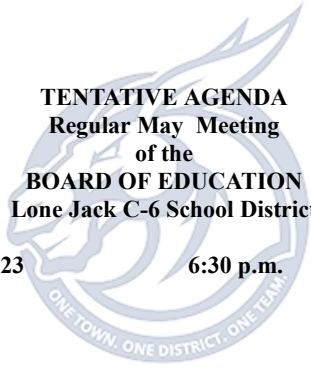 TENTATIVE AGENDA
Regular May Meeting
of the
BOARD OF EDUCATION
Lone Jack C-6 School District
23 6:30 p.m.
ONE TOWN. ONE DISTRICT. ONE TEAM.